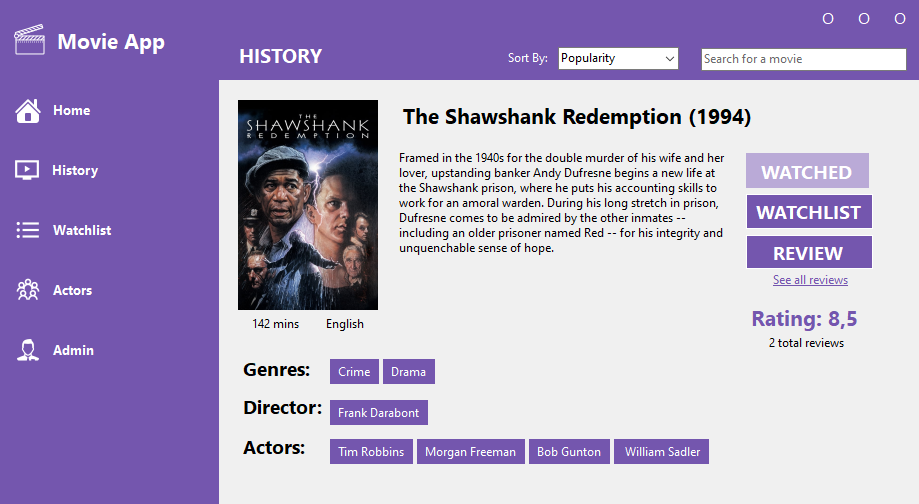 Movie App
O O O
HISTORY
Sort By:
Popularity
Search for a movie
Home
History
Watchlist
Actors
Admin
THE
SHAWSHANK
REDEMPTION
142 mins
English
The Shawshank Redemption (1994)
Framed in the 1940s for the double murder of his wife and her
lover, upstanding banker Andy Dufresne begins a new life at
the Shawshank prison, where he puts his accounting skills to
work for an amoral warden. During his long stretch in prison,
Dufresne comes to be admired by the other inmates --
including an older prisoner named Red -- for his integrity and
unquenchable sense of hope.
WATCHED
WATCHLIST
REVIEW
See all reviews
Rating: 8,5
2 total reviews
Genres:
Crime
Drama
Director:
Frank Darabont
Actors:
Tim Robbins
Morgan Freeman
Bob Gunton
William Sadler